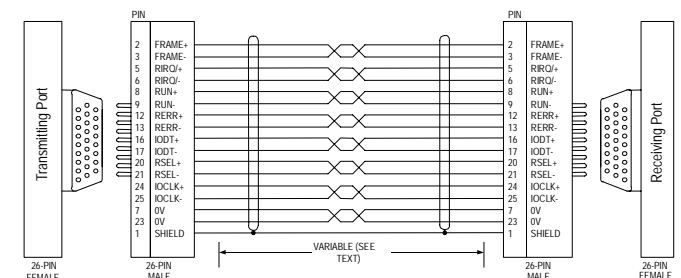 PIN PIN
2 FRAME+ 2 FRAME+
3 FRAME- 3 FRAME-
5 RIRQ/+ 5 RIRQ/+
6 RIRQ/- 6 RIRQ/-
8 RUN+ 8 RUN+
9 RUN- 9 RUN-
12 RERR+ 12 RERR+
13 RERR- 13 RERR-
16 IODT+ 16 IODT+
17 IODT- 17 IODT-
20 RSEL+ 20 RSEL+
21 RSEL- 21 RSEL-
24 IOCLK+ 24 IOCLK+
25 IOCLK- 25 IOCLK-
7 0V 7 0V
23 0V 23 0V
1 SHIELD 1 SHIELD
Transmitting Port
Receiving Port
VARIABLE (SEE
TEXT)
26-PIN 26-PIN 26-PIN 26-PIN
FEMALE MALE MALE FEMALE